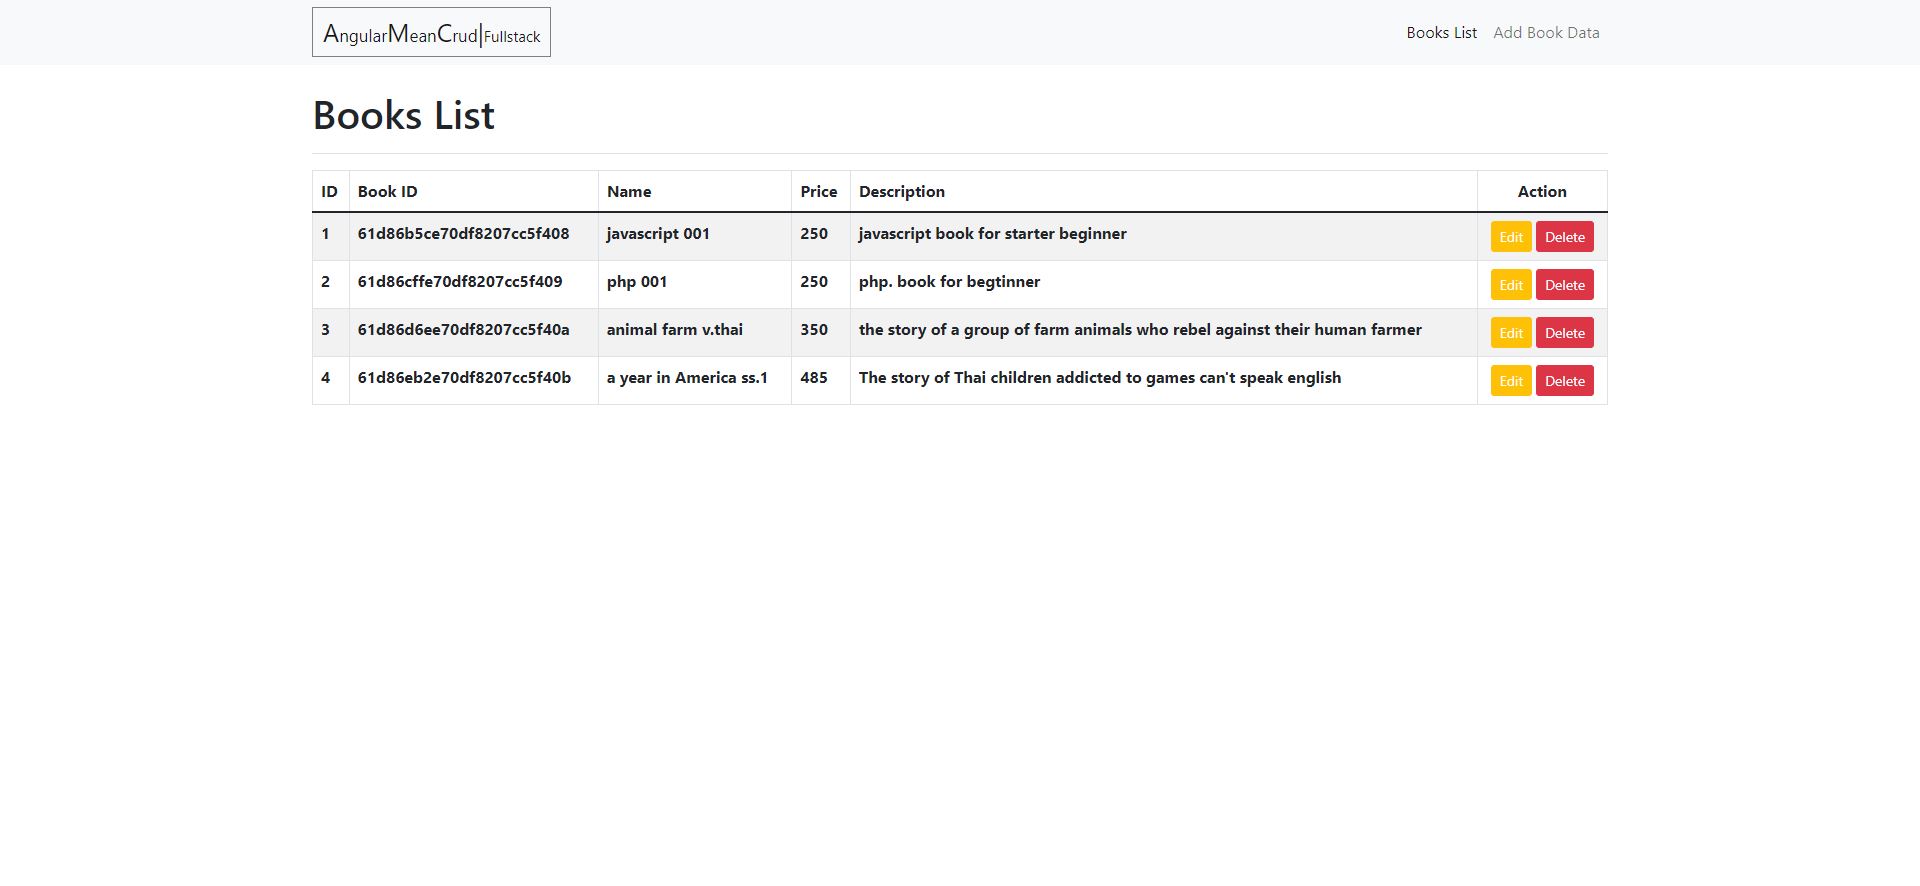 AngularMeanCrud|Fullstack Books List Add Book Data
Books List
ID Book ID Name Price Description Action
1 61d86b5ce70df8207cc5f408 javascript 001 250 javascript book for starter beginner Edit Delete
2 61d86cffe70df8207cc5f409 php 001 250 php. book for begtinner Edit Delete
3 61d86d6ee70df8207cc5f40a animal farm v.thai 350 the story of a group of farm animals who rebel against their human farmer Edit Delete
4 61d86eb2e70df8207cc5f40b a year in America ss.1 485 The story of Thai children addicted to games can't speak english Edit Delete